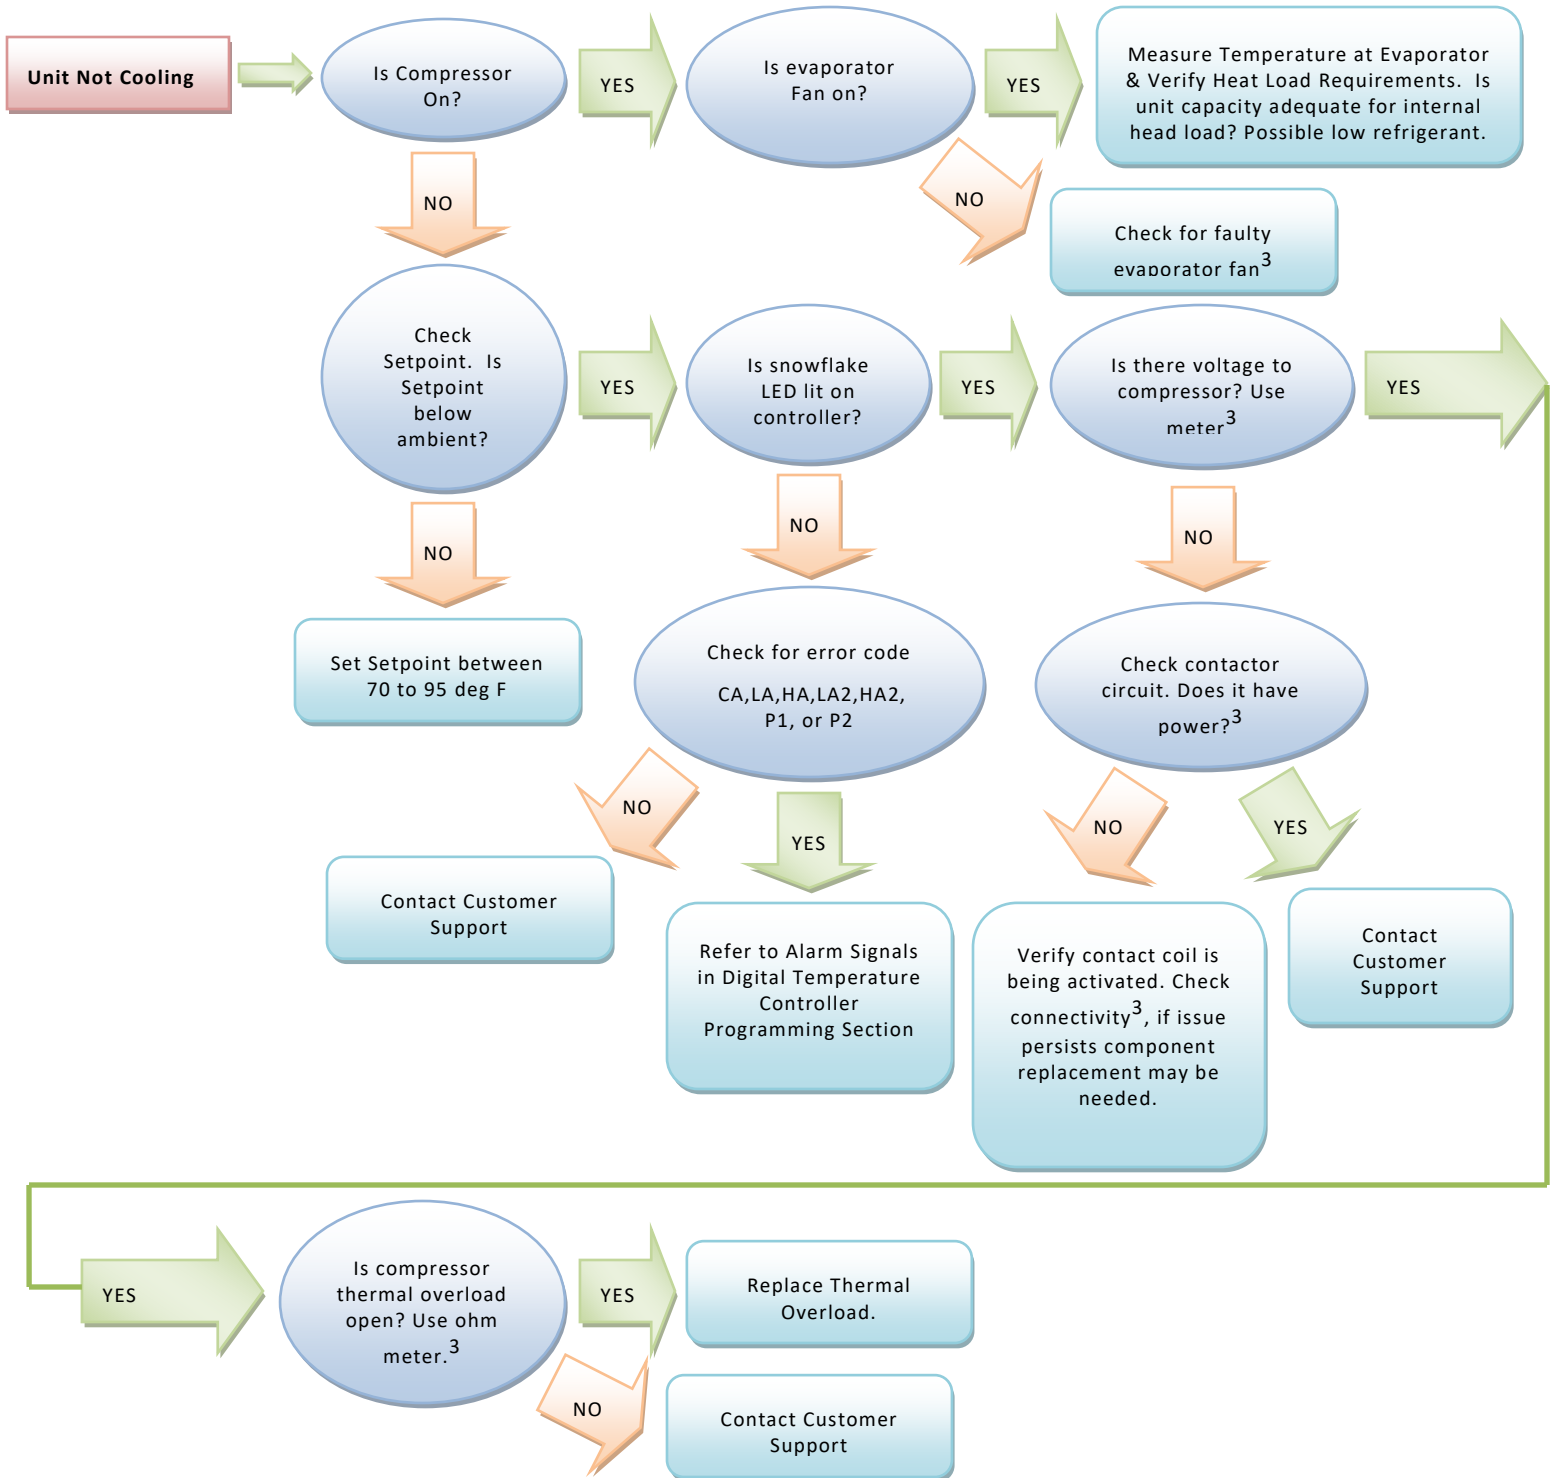 Unit Not Cooling
Is Compressor
On?
YES
Is evaporator
Fan on?
YES
Measure Temperature at Evaporator
& Verify Heat Load Requirements.  Is
unit capacity adequate for internal
head load? Possible low refrigerant.
NO
NO
Check for faulty
evaporator fan3
Check
Setpoint.  Is
Setpoint
below
ambient?
YES
Is snowflake
LED lit on
controller?
YES
Is there voltage to
compressor? Use
meter3
YES
NO
NO
NO
Set Setpoint between
70 to 95 deg F
Check for error code
CA,LA,HA,LA2,HA2,
P1, or P2
Check contactor
circuit. Does it have
power?3
NO
YES
NO
YES
Contact Customer
Support
Refer to Alarm Signals
in Digital Temperature
Controller
Programming Section
Verify contact coil is
being activated. Check
connectivity3, if issue
persists component
replacement may be
needed.
Contact
Customer
Support
YES
Is compressor
thermal overload
open? Use ohm
meter.3
YES
Replace Thermal
Overload.
NO
Contact Customer
Support